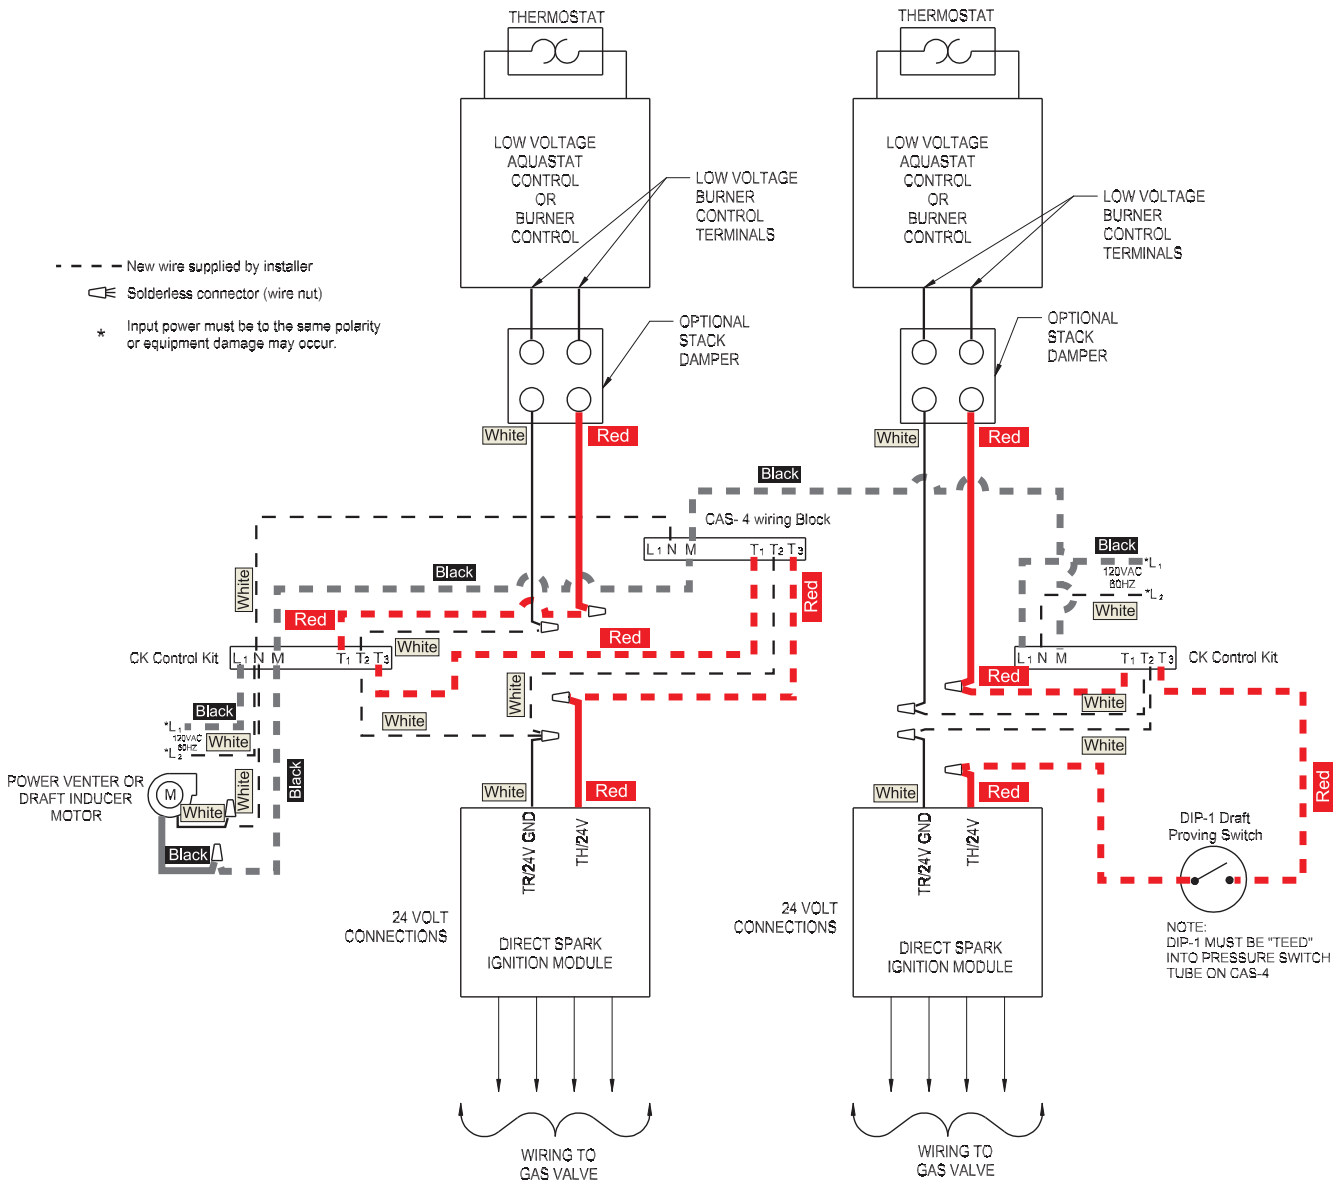 THERMOSTAT
LOW VOLTAGE
AQUASTAT
CONTROL
OR
BURNER
CONTROL
LOW VOLTAGE
BURNER
CONTROL
TERMINALS
OPTIONAL
STACK
DAMPER
White
Red
THERMOSTAT
LOW VOLTAGE
AQUASTAT
CONTROL
OR
BURNER
CONTROL
LOW VOLTAGE
BURNER
CONTROL
TERMINALS
OPTIONAL
STACK
DAMPER
White
Red
New wire supplied by installer
Solderless connector (wire nut)
* Input power must be to the same polarity
or equipment damage may occur.
Black
CAS- 4 wiring Block
L1 N M T1 T2 T3
Black
White
Red
Red
White
Red
CK Control Kit
L1 N M T1 T2 T3
White
White
Black
*L1
120VAC
60HZ
*L2
White
White
Black
POWER VENTER OR
DRAFT INDUCER
MOTOR
M
White
Black
White
Red
TR/24V GND
TH/24V
24 VOLT
CONNECTIONS
DIRECT SPARK
IGNITION MODULE
WIRING TO
GAS VALVE
Black
*L1
120VAC
60HZ
*L2
White
L1 N M T1 T2 T3
CK Control Kit
Red
White
White
Red
White
Red
TR/24V GND
TH/24V
24 VOLT
CONNECTIONS
DIRECT SPARK
IGNITION MODULE
WIRING TO
GAS VALVE
DIP-1 Draft
Proving Switch
NOTE:
DIP-1 MUST BE "TEED"
INTO PRESSURE SWITCH
TUBE ON CAS-4